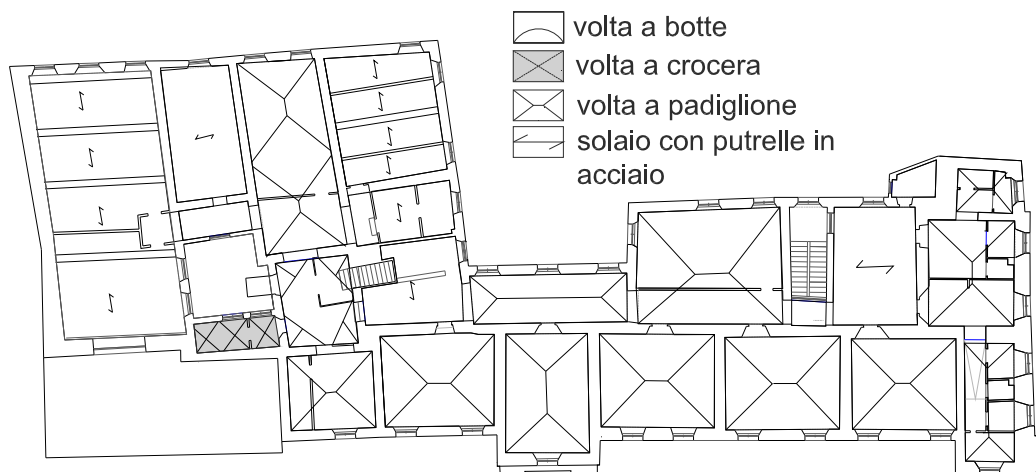 volta a botte
volta a crocera
volta a padiglione
solaio con putrelle in
acciaio